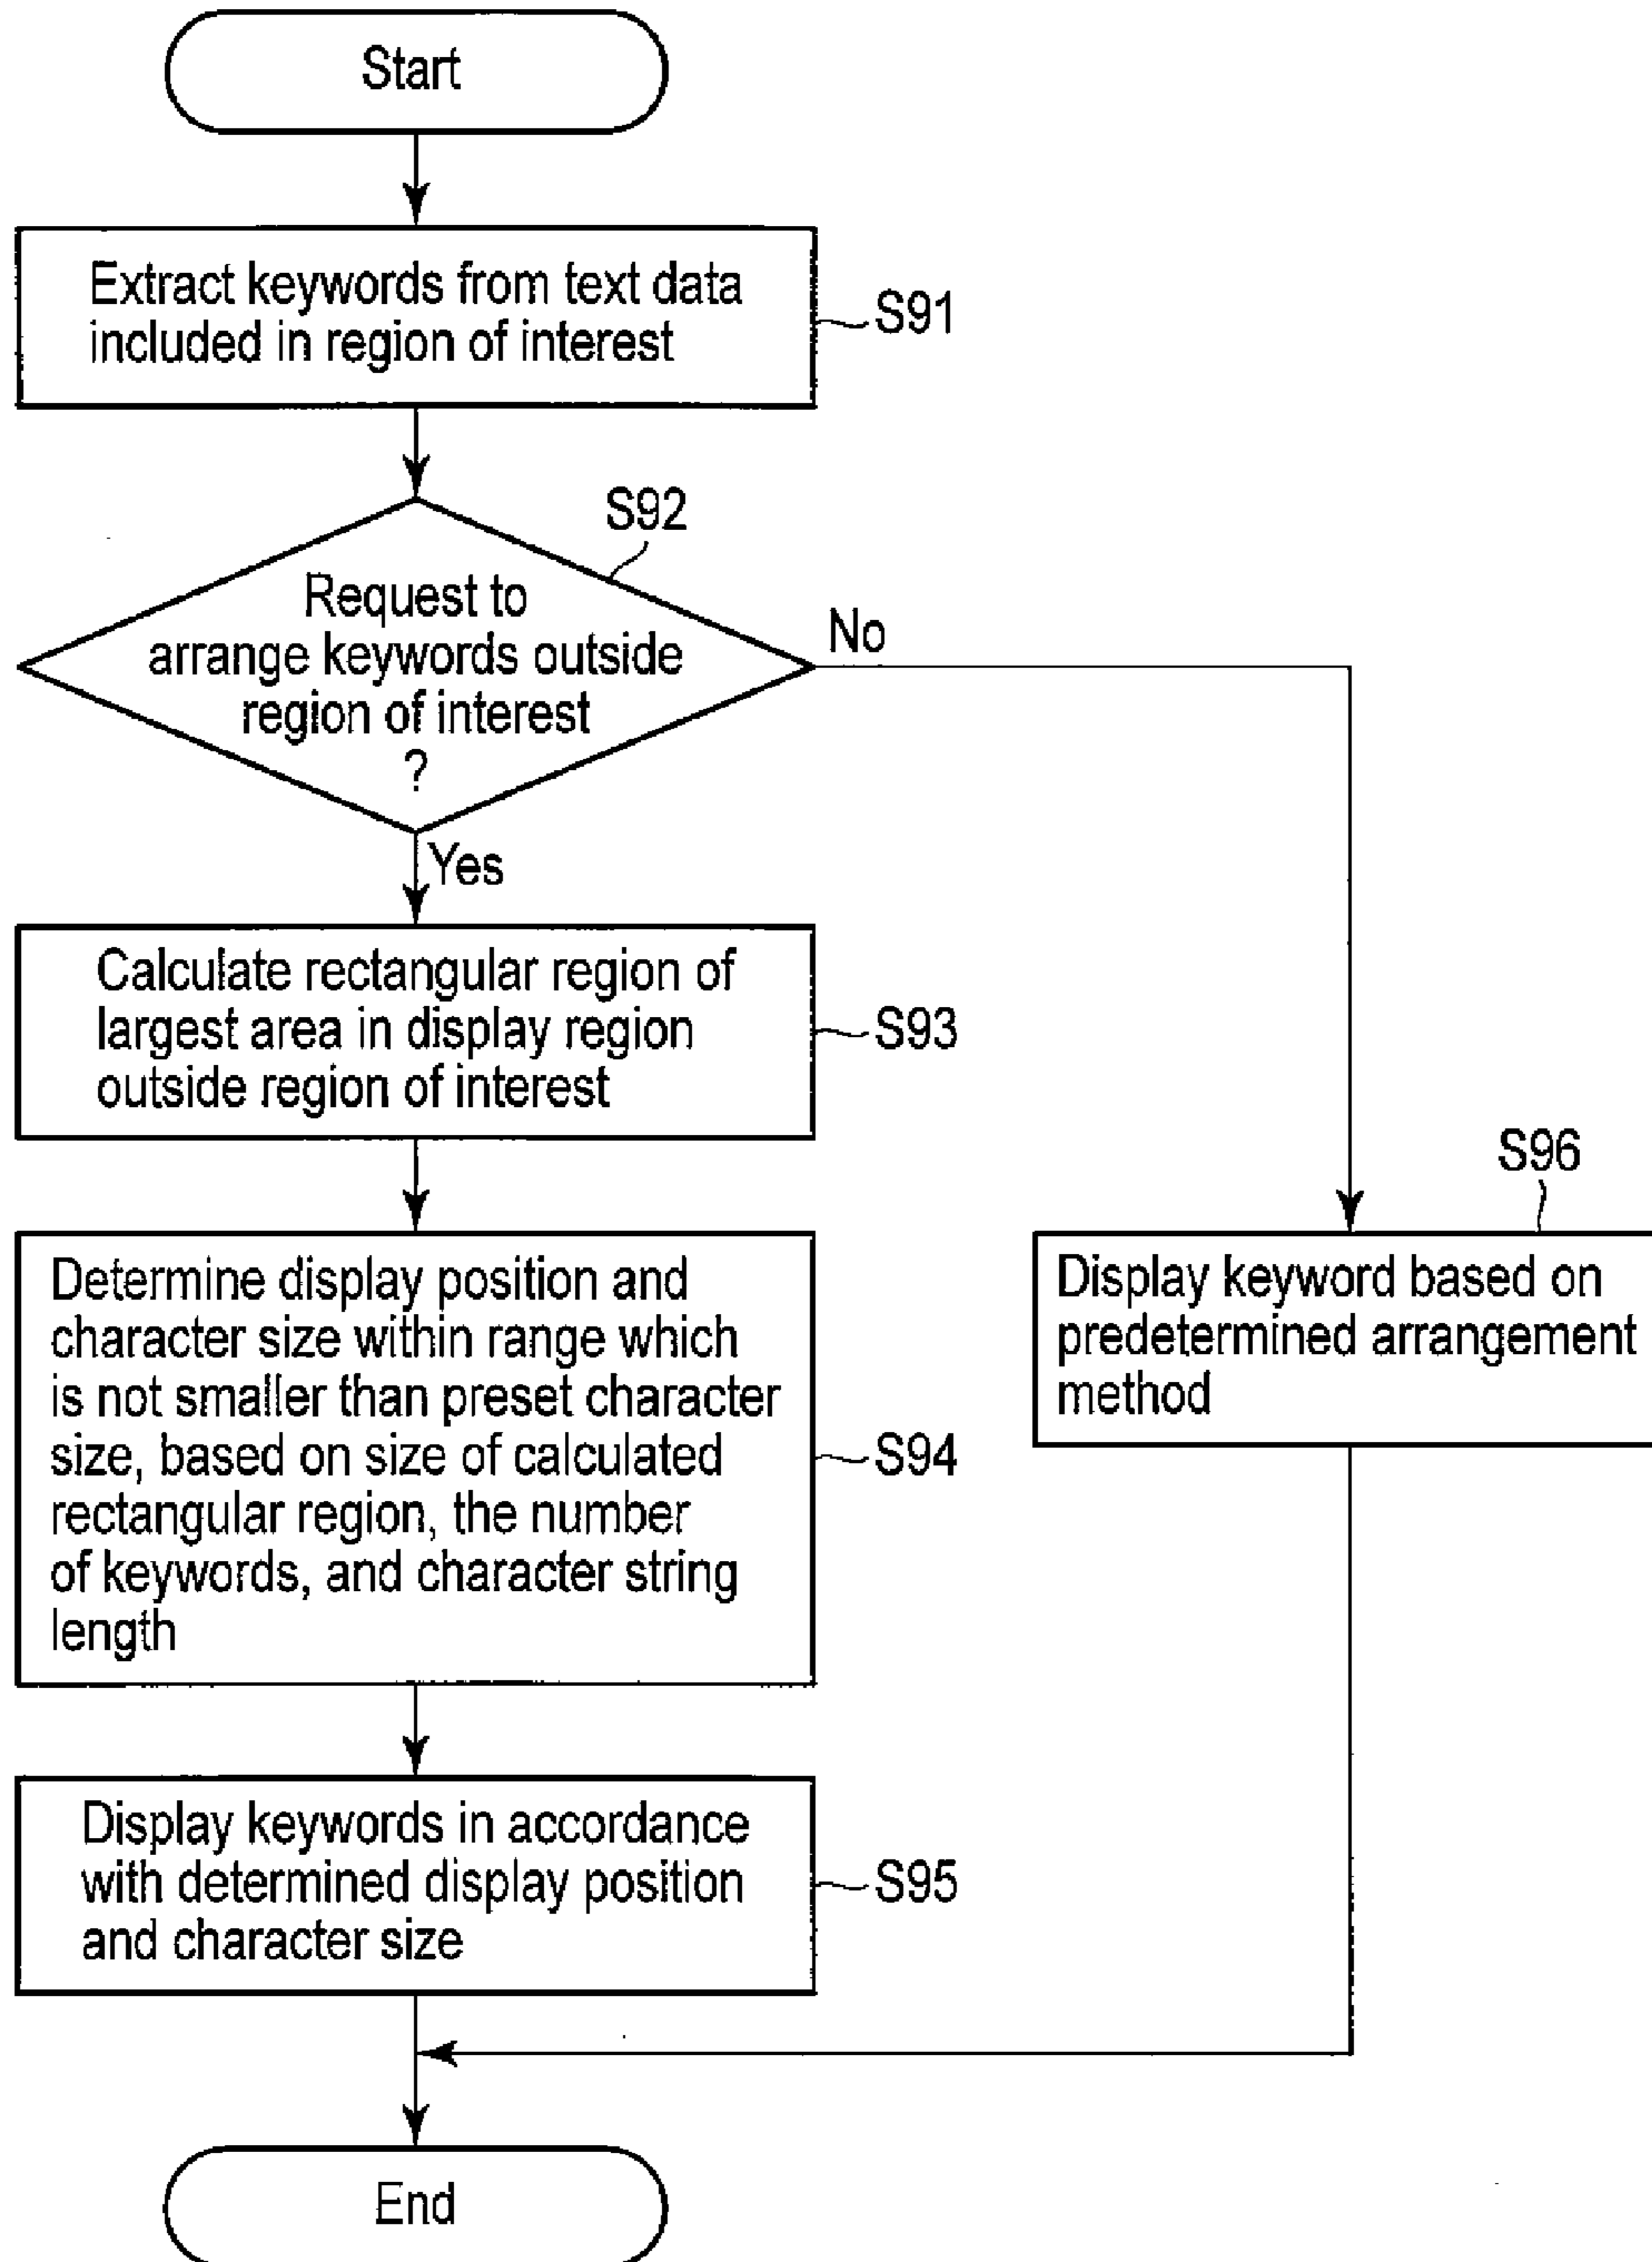 Start
Extract keywords from text data
included in region of interest
S91
S92
Request to
arrange keywords outside
region of interest
?
No
Yes
Calculate rectangular region of
largest area in display region
outside region of interest
S93
Determine display position and
character size within range which
is not smaller than preset character
size, based on size of calculated
rectangular region, the number
of keywords, and character string
length
S94
S96
Display keyword based on
predetermined arrangement
method
Display keywords in accordance
with determined display position
and character size
S95
End